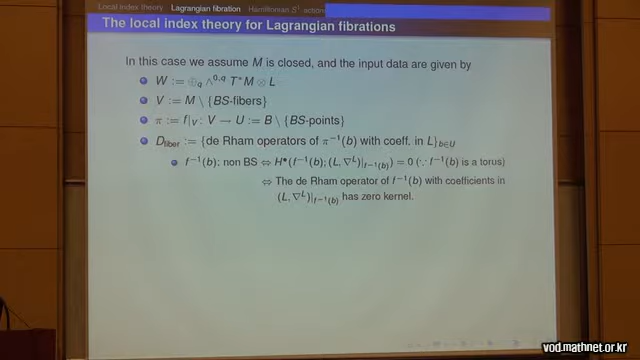 Local index theory Lagrangian fibration Hamiltonian S¹-action
The local index theory for Lagrangian fibrations
In this case we assume M is closed, and the input data are given by
W := ⊕_q ∧^{0,q} T*M ⊗ L
V := M \ {BS-fibers}
π := f|_V : V → U := B \ {BS-points}
D_fiber := {de Rham operators of π⁻¹(b) with coeff. in L}_{b∈U}
f⁻¹(b): non BS ⇔ H•(f⁻¹(b); (L, ∇^L)|_{f⁻¹(b)}) = 0 (∵ f⁻¹(b) is a torus)
⇔ The de Rham operator of f⁻¹(b) with coefficients in
(L, ∇^L)|_{f⁻¹(b)} has zero kernel.
vod.mathnet.or.kr